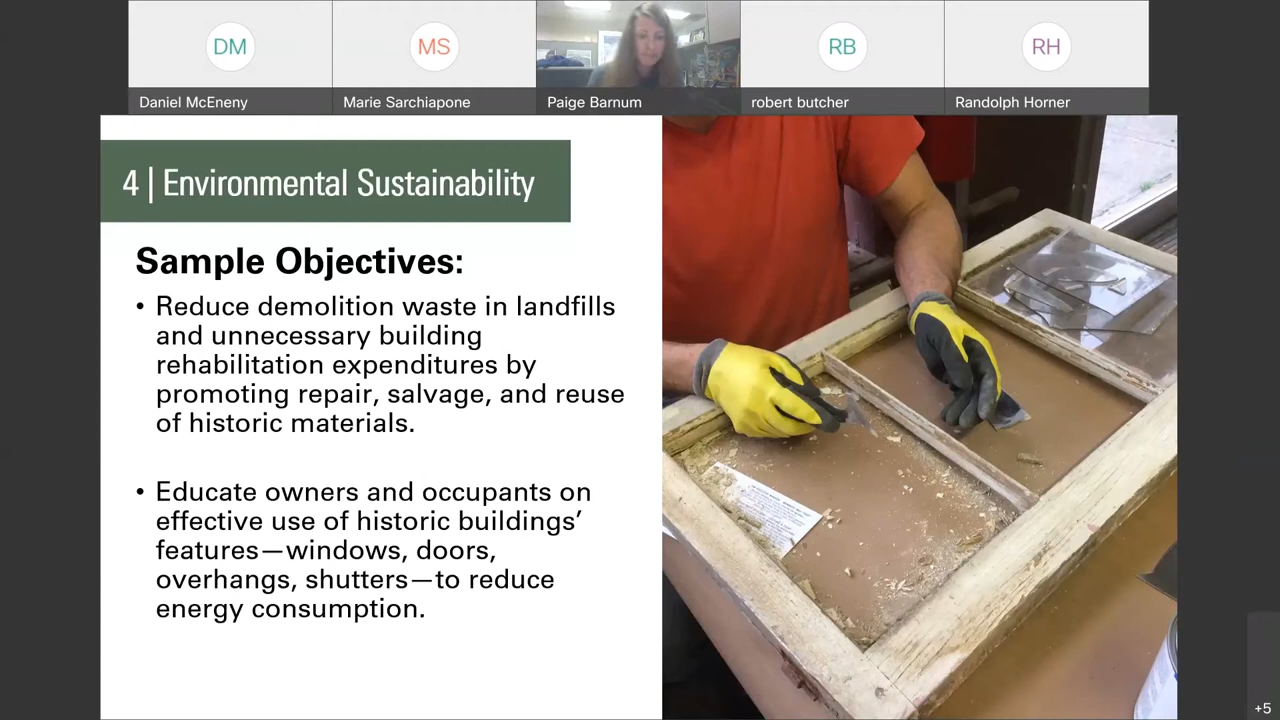 DM
MS
RB
RH
Daniel McEneny
Marie Sarchiapone
Paige Barnum
robert butcher
Randolph Horner
4 | Environmental Sustainability
Sample Objectives:
• Reduce demolition waste in landfills
and unnecessary building
rehabilitation expenditures by
promoting repair, salvage, and reuse
of historic materials.
• Educate owners and occupants on
effective use of historic buildings’
features—windows, doors,
overhangs, shutters—to reduce
energy consumption.
+5